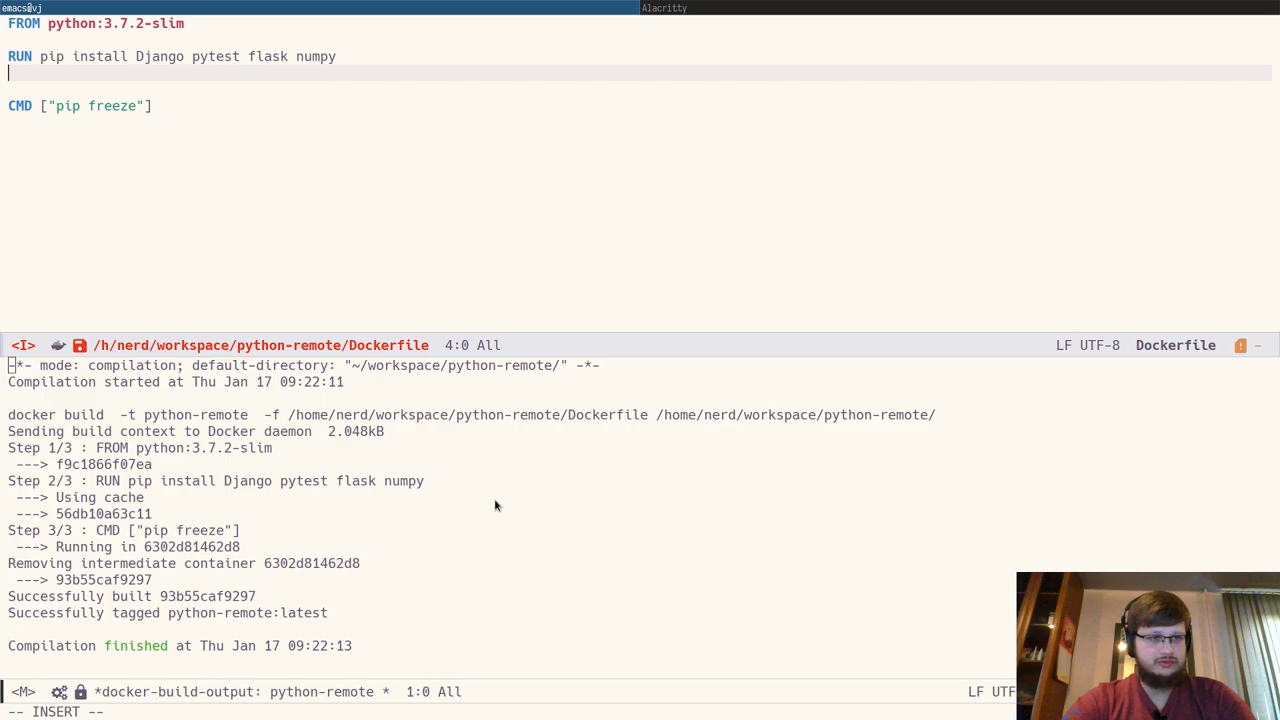 emacs@vj
Alacritty
FROM python:3.7.2-slim
RUN pip install Django pytest flask numpy
CMD ["pip freeze"]
<I> /h/nerd/workspace/python-remote/Dockerfile 4:0 All LF UTF-8 Dockerfile
-*- mode: compilation; default-directory: "~/workspace/python-remote/" -*-
Compilation started at Thu Jan 17 09:22:11
docker build  -t python-remote  -f /home/nerd/workspace/python-remote/Dockerfile /home/nerd/workspace/python-remote/
Sending build context to Docker daemon  2.048kB
Step 1/3 : FROM python:3.7.2-slim
 ---> f9c1866f07ea
Step 2/3 : RUN pip install Django pytest flask numpy
 ---> Using cache
 ---> 56db10a63c11
Step 3/3 : CMD ["pip freeze"]
 ---> Running in 6302d81462d8
Removing intermediate container 6302d81462d8
 ---> 93b55caf9297
Successfully built 93b55caf9297
Successfully tagged python-remote:latest
Compilation finished at Thu Jan 17 09:22:13
<M> *docker-build-output: python-remote * 1:0 All LF UTF
-- INSERT --